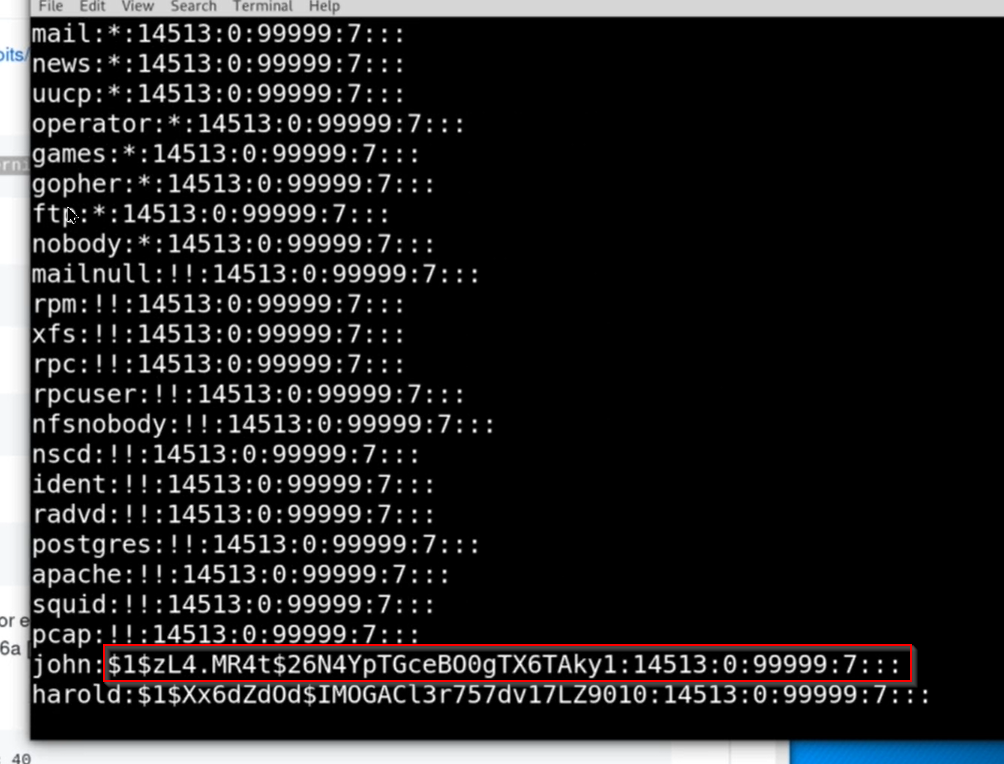 File Edit View Search Terminal Help
mail:*:14513:0:99999:7:::
news:*:14513:0:99999:7:::
uucp:*:14513:0:99999:7:::
operator:*:14513:0:99999:7:::
games:*:14513:0:99999:7:::
gopher:*:14513:0:99999:7:::
ftp:*:14513:0:99999:7:::
nobody:*:14513:0:99999:7:::
mailnull:!!:14513:0:99999:7:::
rpm:!!:14513:0:99999:7:::
xfs:!!:14513:0:99999:7:::
rpc:!!:14513:0:99999:7:::
rpcuser:!!:14513:0:99999:7:::
nfsnobody:!!:14513:0:99999:7:::
nscd:!!:14513:0:99999:7:::
ident:!!:14513:0:99999:7:::
radvd:!!:14513:0:99999:7:::
postgres:!!:14513:0:99999:7:::
apache:!!:14513:0:99999:7:::
squid:!!:14513:0:99999:7:::
pcap:!!:14513:0:99999:7:::
john:$1$zL4.MR4t$26N4YpTGceBO0gTX6TAky1:14513:0:99999:7:::
harold:$1$Xx6dZdOd$IMOGACl3r757dv17LZ9010:14513:0:99999:7:::
40